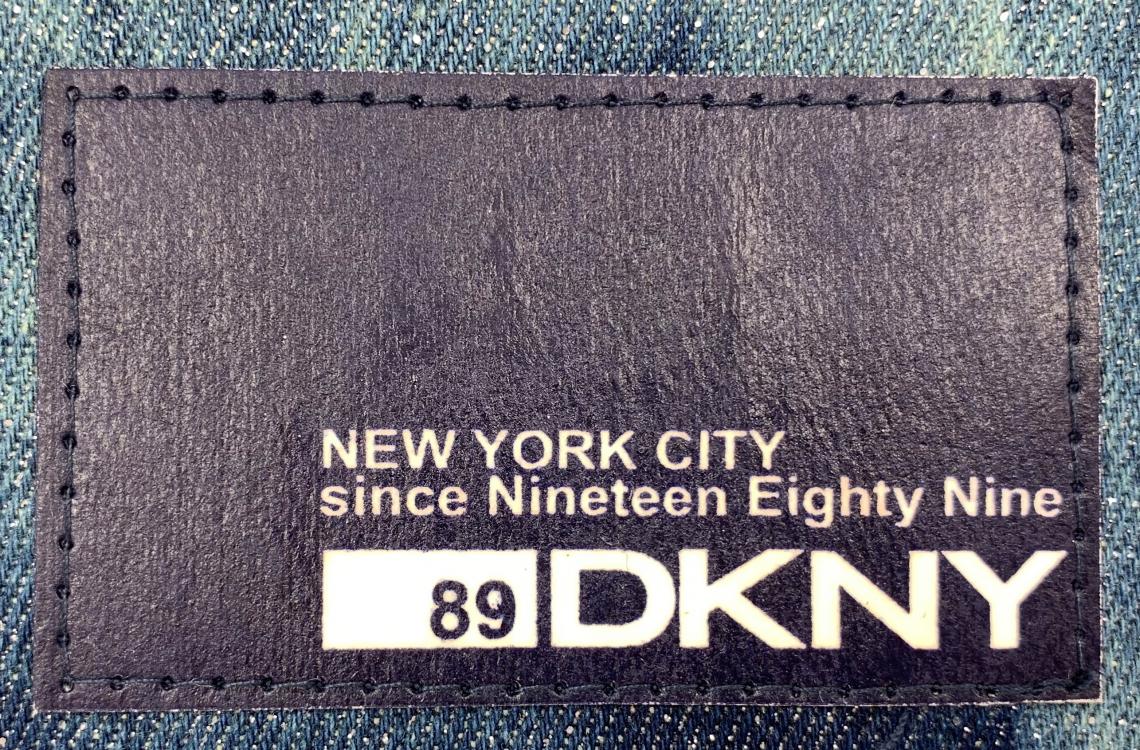 NEW YORK CITY
since Nineteen Eighty Nine
89 DKNY